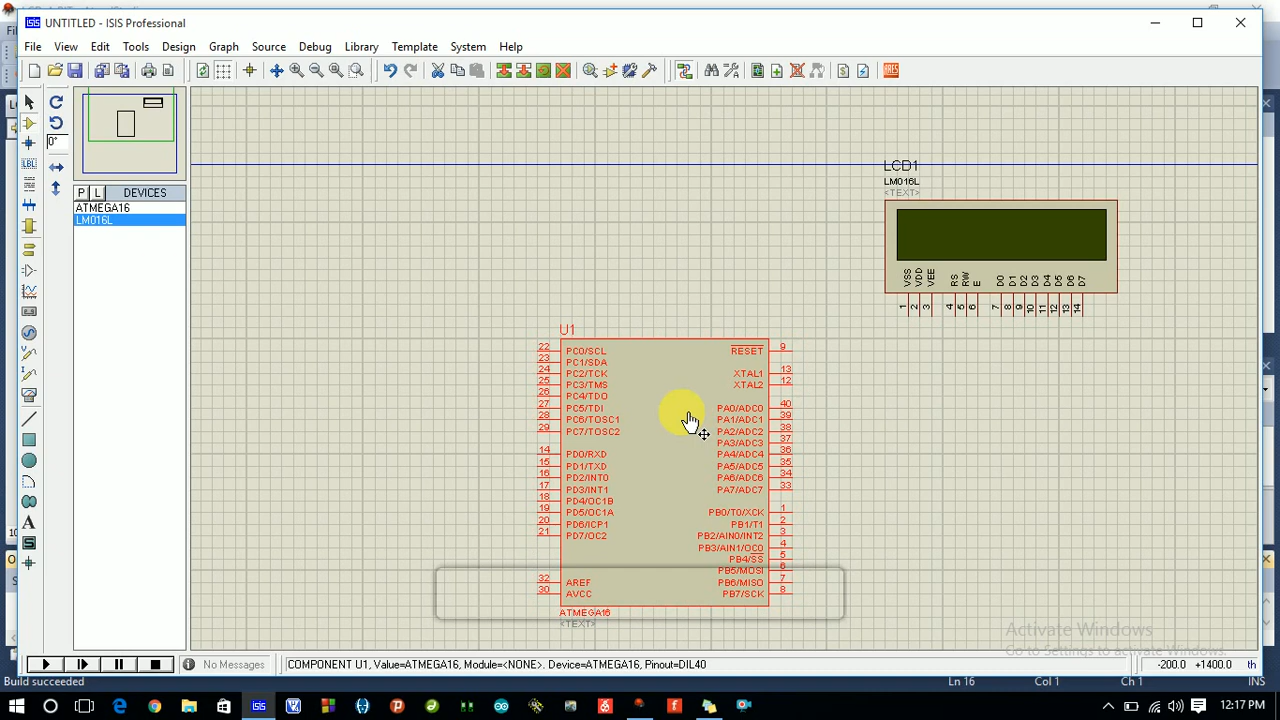 UNTITLED - ISIS Professional
File View Edit Tools Design Graph Source Debug Library Template System Help
0°
P L DEVICES
ATMEGA16
LM016L
LBL
A
S
ARES
LCD1
LM016L
<TEXT>
VSS VDD VEE RS RW E D0 D1 D2 D3 D4 D5 D6 D7
1 2 3 4 5 6 7 8 9 10 11 12 13 14
U1
22 PC0/SCL RESET 9
23 PC1/SDA
24 PC2/TCK XTAL1 13
25 PC3/TMS XTAL2 12
26 PC4/TDO
27 PC5/TDI PA0/ADC0 40
28 PC6/TOSC1 PA1/ADC1 39
29 PC7/TOSC2 PA2/ADC2 38
PA3/ADC3 37
14 PD0/RXD PA4/ADC4 36
15 PD1/TXD PA5/ADC5 35
16 PD2/INT0 PA6/ADC6 34
17 PD3/INT1 PA7/ADC7 33
18 PD4/OC1B
19 PD5/OC1A PB0/T0/XCK 1
20 PD6/ICP1 PB1/T1 2
21 PD7/OC2 PB2/AIN0/INT2 3
PB3/AIN1/OC0 4
PB4/SS 5
PB5/MOSI 6
32 AREF PB6/MISO 7
30 AVCC PB7/SCK 8
ATMEGA16
<TEXT>
Activate Windows
Go to Settings to activate Windows.
No Messages COMPONENT U1, Value=ATMEGA16, Module=<NONE>, Device=ATMEGA16, Pinout=DIL40 -200.0 +1400.0 th
Build succeeded Ln 16 Col 1 Ch 1 INS
12:17 PM